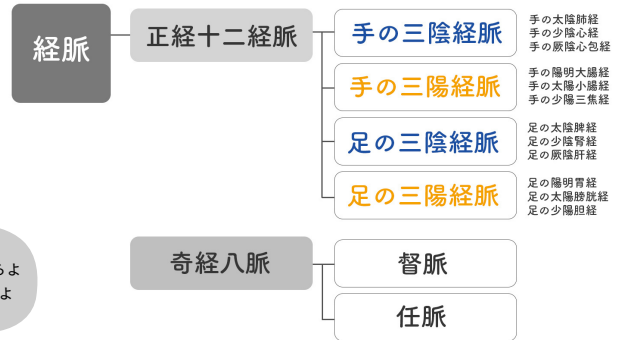 経脈
正経十二経脈
手の三陰経脈
手の太陰肺経
手の少陰心経
手の厥陰心包経
手の三陽経脈
手の陽明大腸経
手の太陽小腸経
手の少陽三焦経
足の三陰経脈
足の太陰脾経
足の少陰腎経
足の厥陰肝経
足の三陽経脈
足の陽明胃経
足の太陽膀胱経
足の少陽胆経
奇経八脈
督脈
任脈
るよ
よ